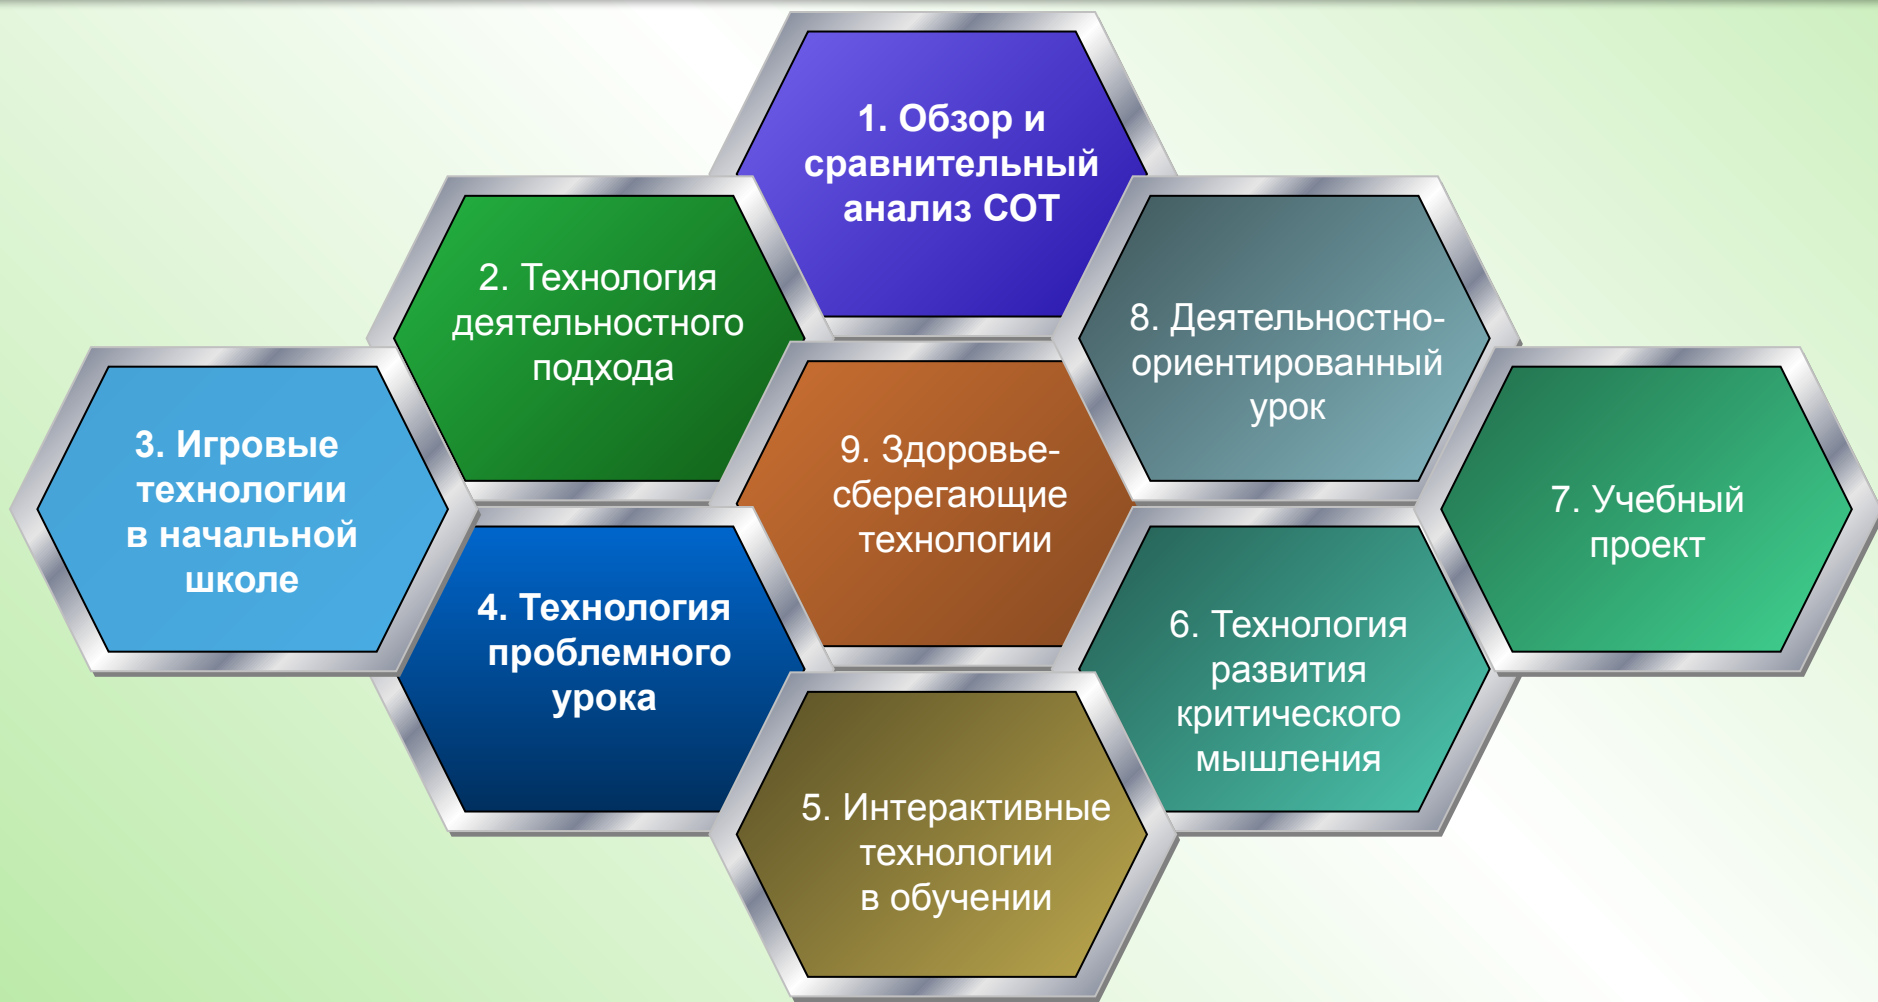 1. Обзор и
сравнительный
анализ СОТ
2. Технология
деятельностного
подхода
3. Игровые
технологии
в начальной
школе
4. Технология
проблемного
урока
5. Интерактивные
технологии
в обучении
6. Технология
развития
критического
мышления
7. Учебный
проект
8. Деятельностно-
ориентированный
урок
9. Здоровье-
сберегающие
технологии